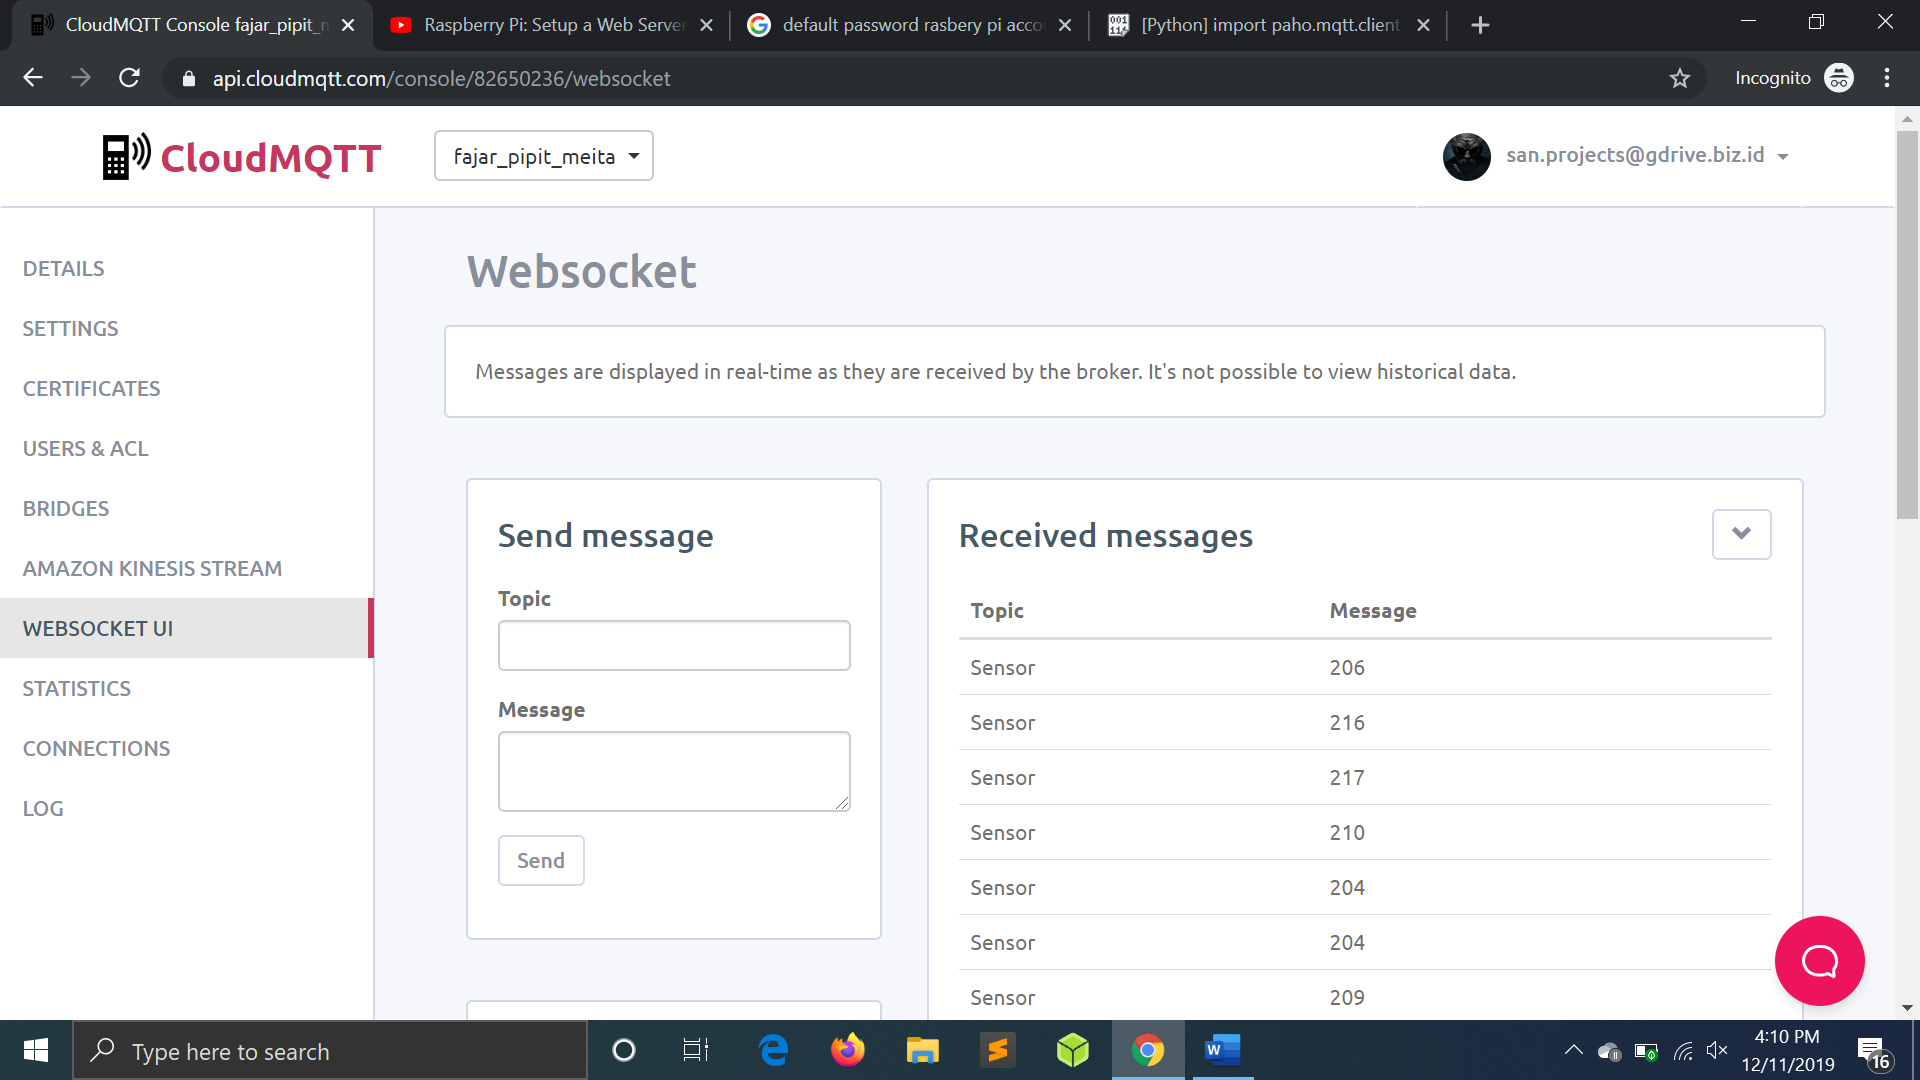 CloudMQTT Console fajar_pipit_
Raspberry Pi: Setup a Web Server
default password rasbery pi acco
[Python] import paho.mqtt.client
api.cloudmqtt.com/console/82650236/websocket
Incognito
CloudMQTT
fajar_pipit_meita
san.projects@gdrive.biz.id
DETAILS
SETTINGS
CERTIFICATES
USERS & ACL
BRIDGES
AMAZON KINESIS STREAM
WEBSOCKET UI
STATISTICS
CONNECTIONS
LOG
Websocket
Messages are displayed in real-time as they are received by the broker. It's not possible to view historical data.
Send message
Topic
Message
Send
Received messages
Topic Message
Sensor 206
Sensor 216
Sensor 217
Sensor 210
Sensor 204
Sensor 204
Sensor 209
Type here to search
4:10 PM
12/11/2019
16